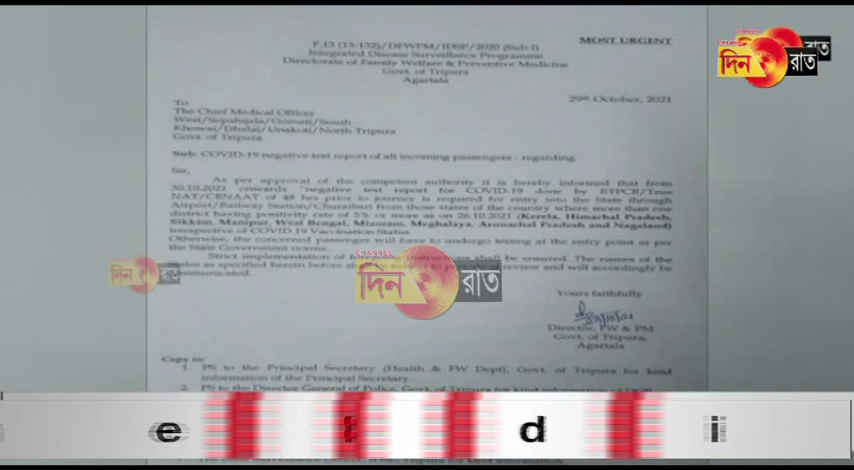 MOST URGENT
F.13 (13-132)/DFWPM/IDSP/2020 (Sub-I)
Integrated Disease Surveillance Programme
Directorate of Family Welfare & Preventive Medicine
Govt. of Tripura
Agartala
CHANNEL
দিন রাত
29th October, 2021
To
The Chief Medical Officer
West/Sepahijala/Gomati/South
Khowai/Dhalai/Unakoti/North Tripura
Govt. of Tripura
Sub: COVID-19 negative test report of all incoming passengers - regarding.
Sir,
As per approval of the competent authority it is hereby informed that from
30.10.2021 onwards "negative test report for COVID-19 done by RTPCR/True
NAT/CBNAAT of 48 hrs prior to journey is required for entry into the State through
Airport/Railway Station/Churaibari from those states of the country where more than one
district having positivity rate of 5% or more as on 26.10.2021 (Kerela, Himachal Pradesh,
Sikkim, Manipur, West Bengal, Mizoram, Meghalaya, Arunachal Pradesh and Nagaland)
irrespective of COVID 19 Vaccination Status
Otherwise, the concerned passenger will have to undergo testing at the entry point as per
the State Government norms.
Strict implementation of instructions shall be ensured. The names of the
States as specified herein before shall be review and will accordingly be
communicated.
দিন
CHANNEL
দিন রাত
Yours faithfully
Director, FW & PM
Govt. of Tripura,
Agartala
Copy to:
1. PS to the Principal Secretary (Health & FW Dept), Govt. of Tripura for kind
information of the Principal Secretary.
2. PS to the Director General of Police, Govt. of Tripura for kind information of DGP
e d